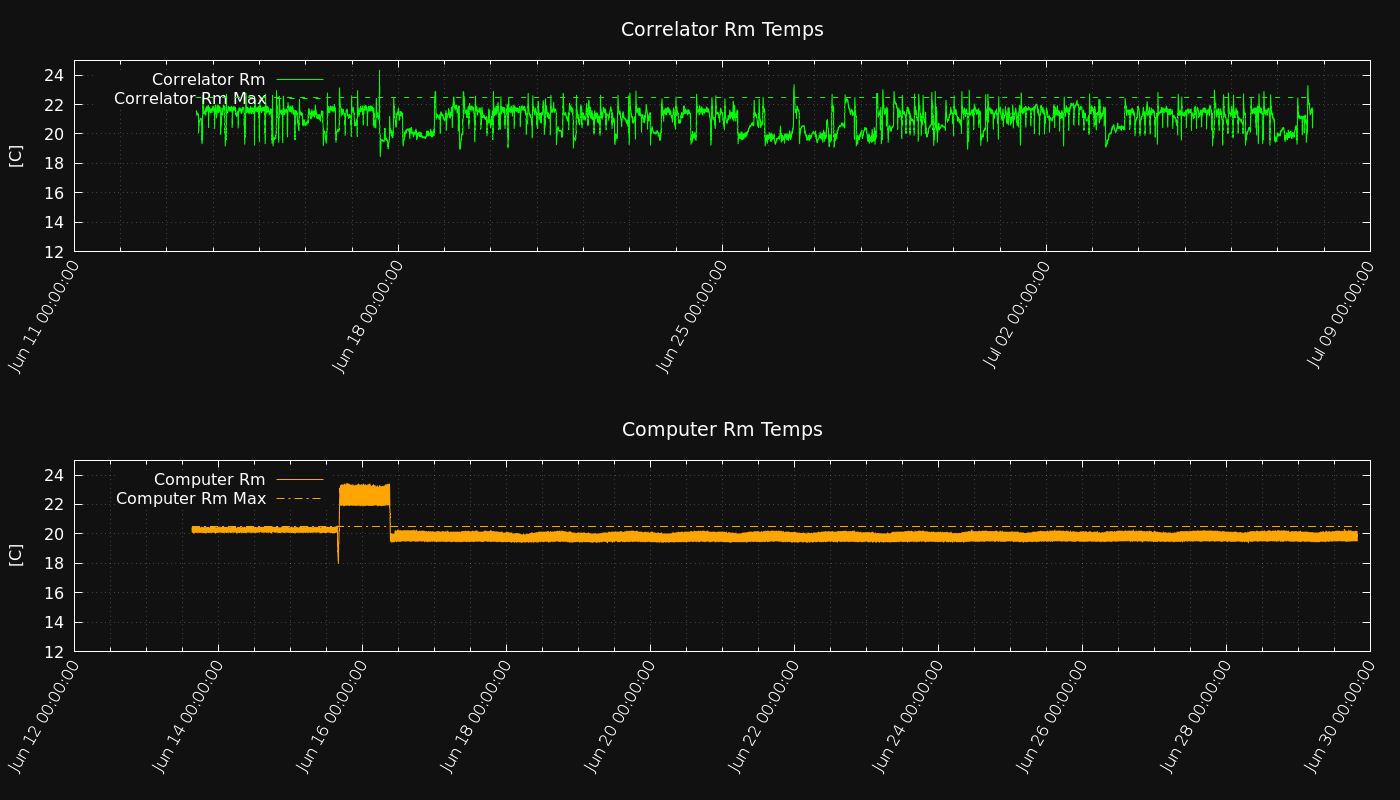 Correlator Rm Temps
Correlator Rm
Correlator Rm Max
[C]
24
22
20
18
16
14
12
Jun 11 00:00:00
Jun 18 00:00:00
Jun 25 00:00:00
Jul 02 00:00:00
Jul 09 00:00:00
Computer Rm Temps
Computer Rm
Computer Rm Max
[C]
24
22
20
18
16
14
12
Jun 12 00:00:00
Jun 14 00:00:00
Jun 16 00:00:00
Jun 18 00:00:00
Jun 20 00:00:00
Jun 22 00:00:00
Jun 24 00:00:00
Jun 26 00:00:00
Jun 28 00:00:00
Jun 30 00:00:00